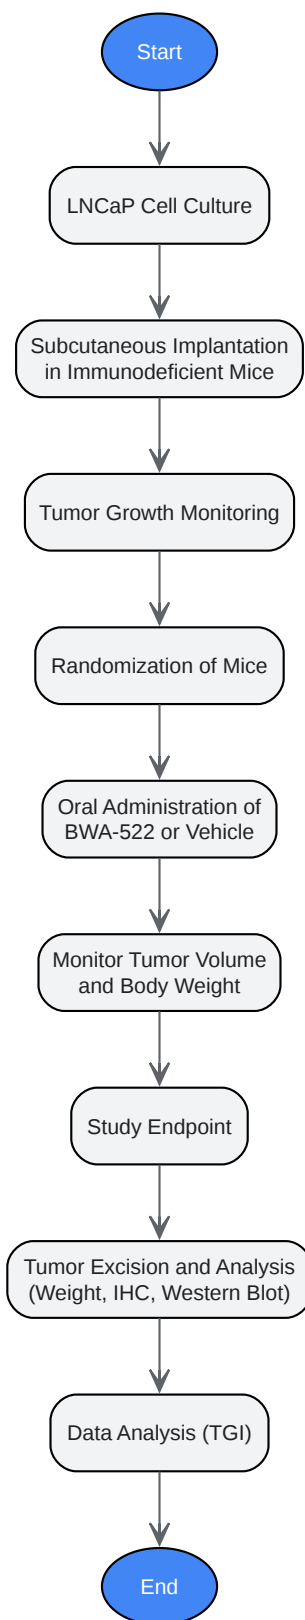 Start
LNCaP Cell Culture
Subcutaneous Implantation
in Immunodeficient Mice
Tumor Growth Monitoring
Randomization of Mice
Oral Administration of
BWA-522 or Vehicle
Monitor Tumor Volume
and Body Weight
Study Endpoint
Tumor Excision and Analysis
(Weight, IHC, Western Blot)
Data Analysis (TGI)
End